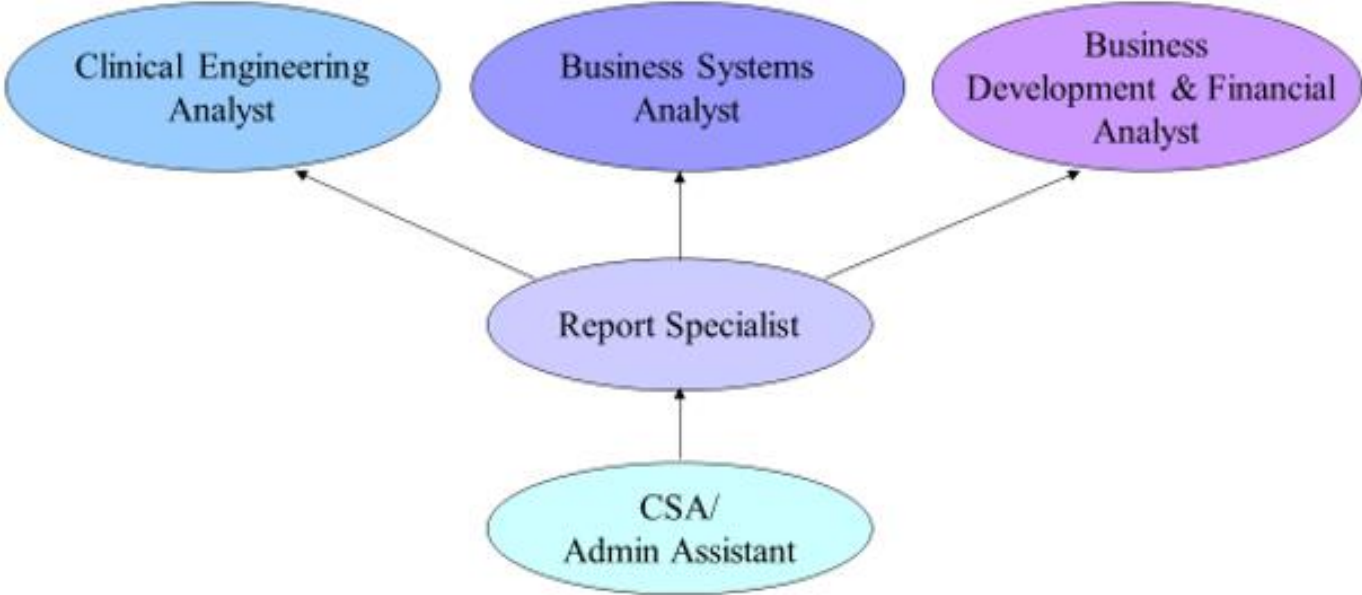 Clinical Engineering
Analyst
Business Systems
Analyst
Business
Development & Financial
Analyst
Report Specialist
CSA/
Admin Assistant